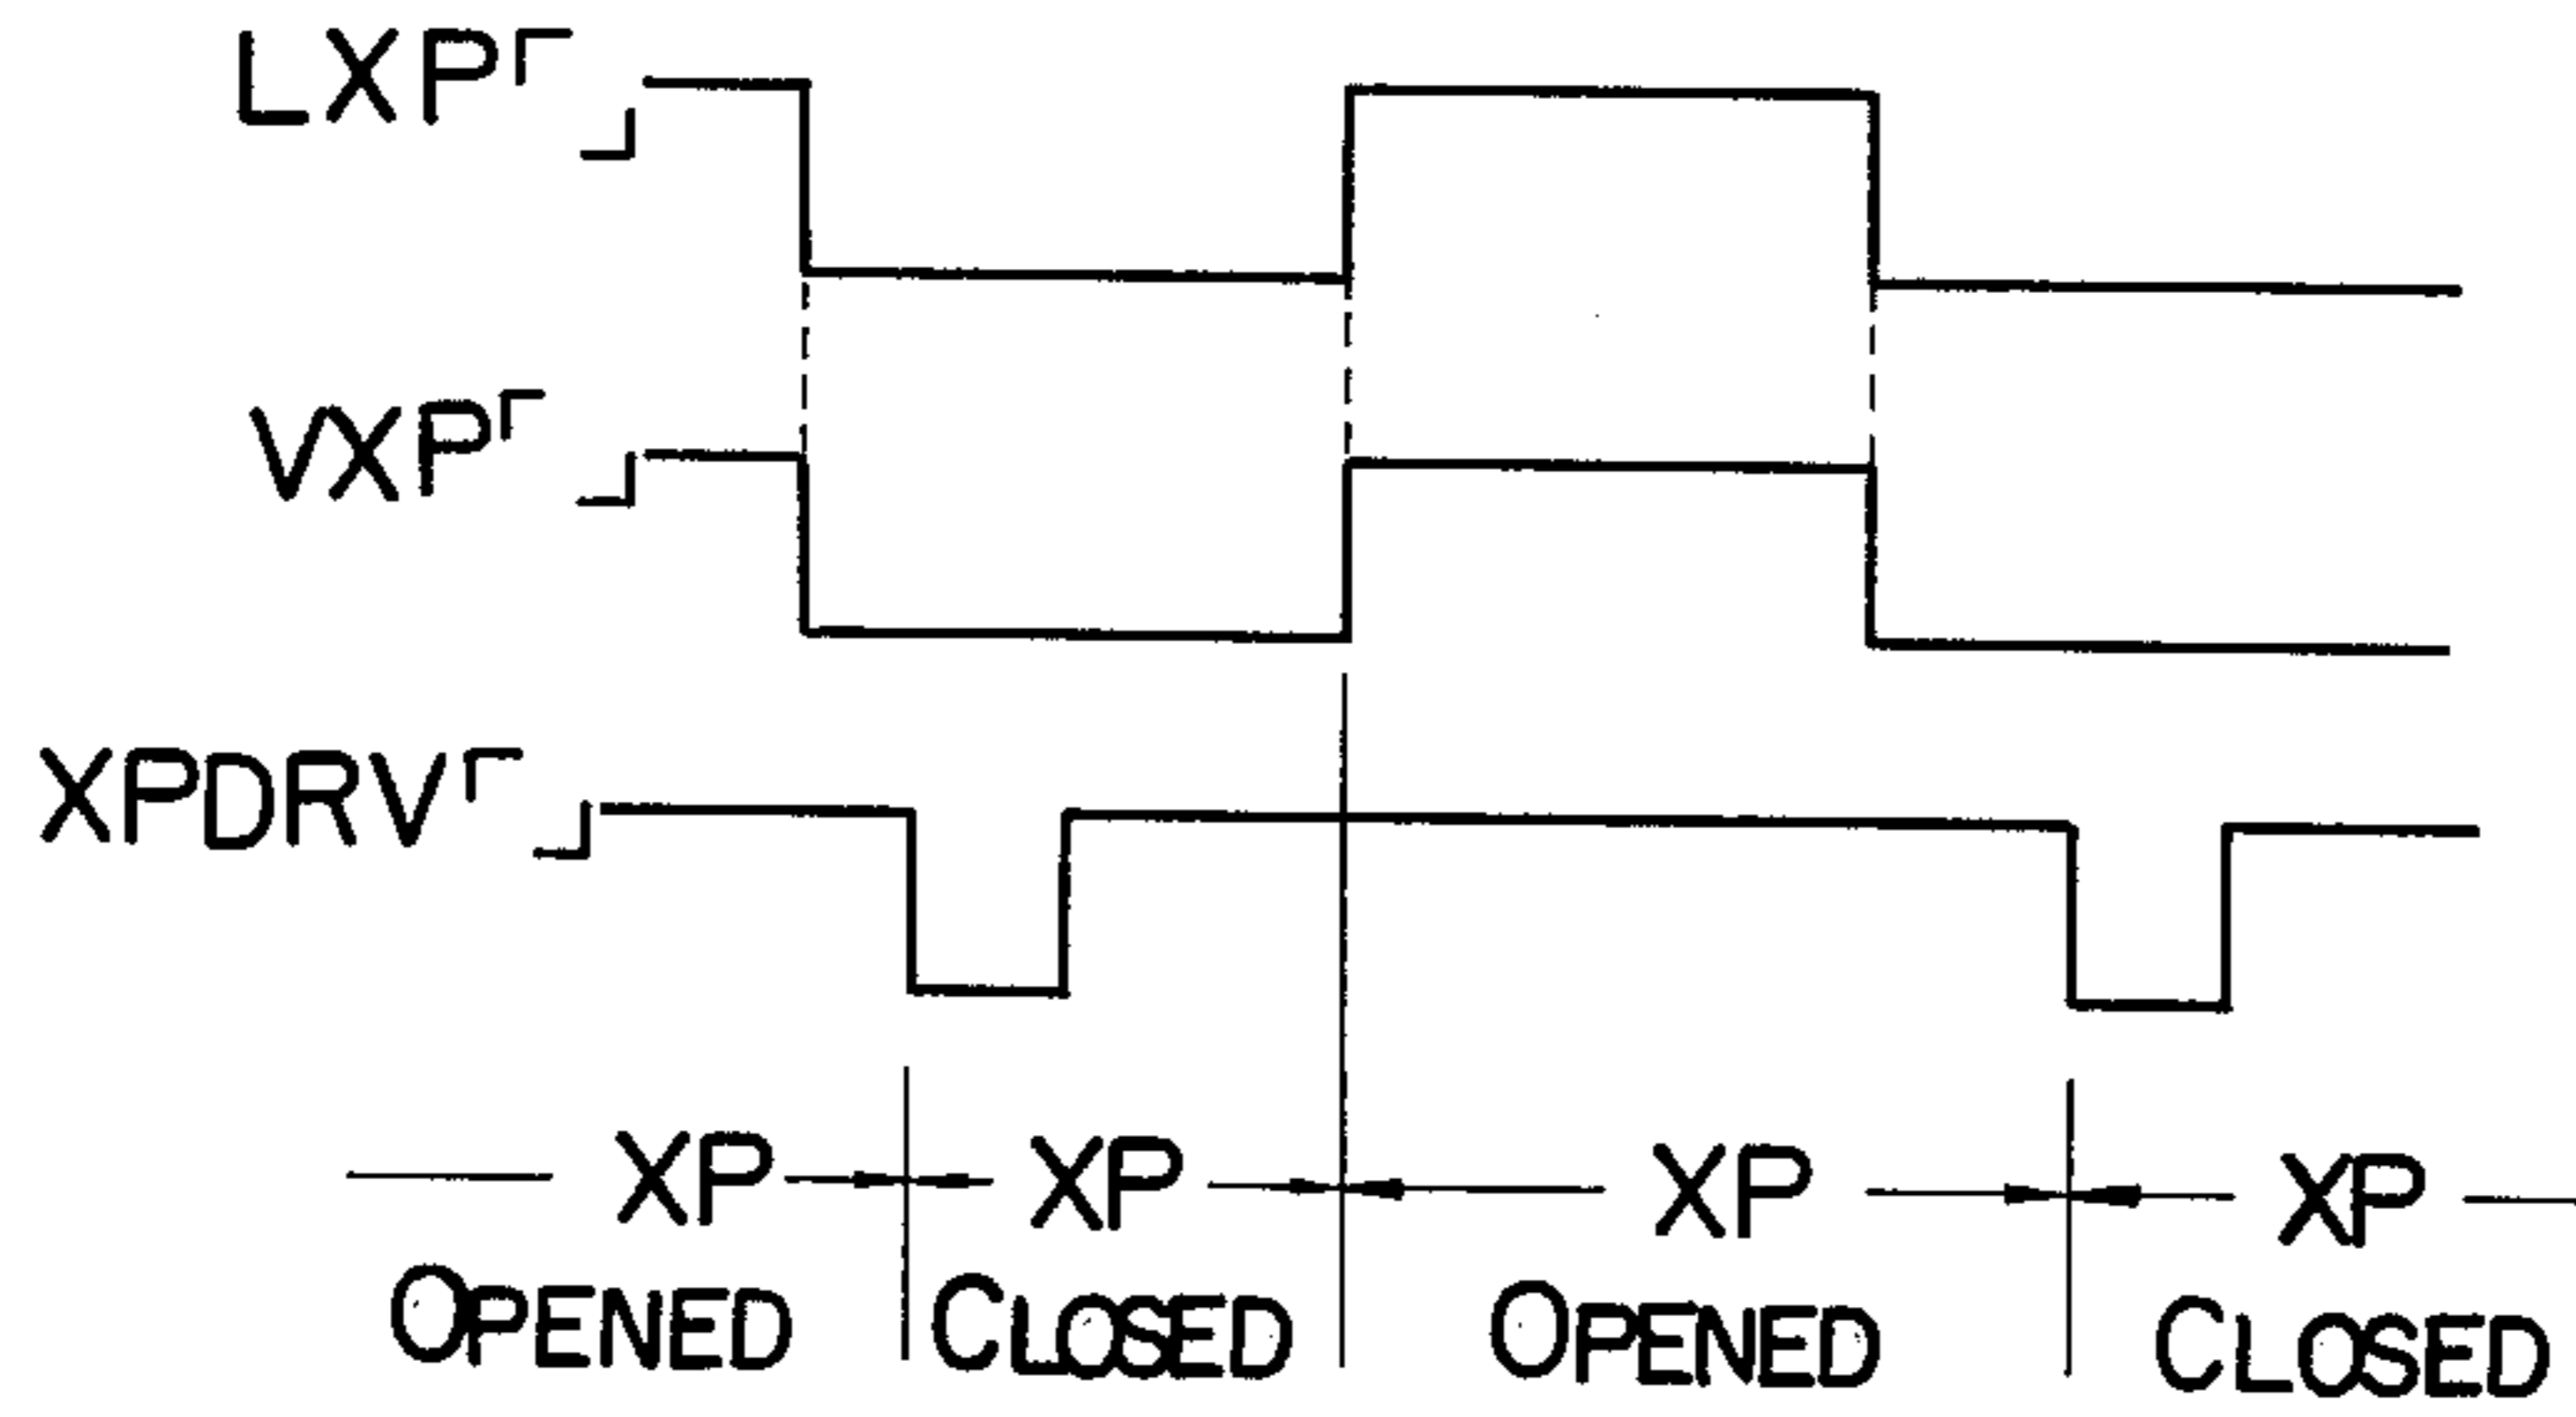 LXP
VXP
XPDRV
XP XP XP XP
OPENED CLOSED OPENED CLOSED